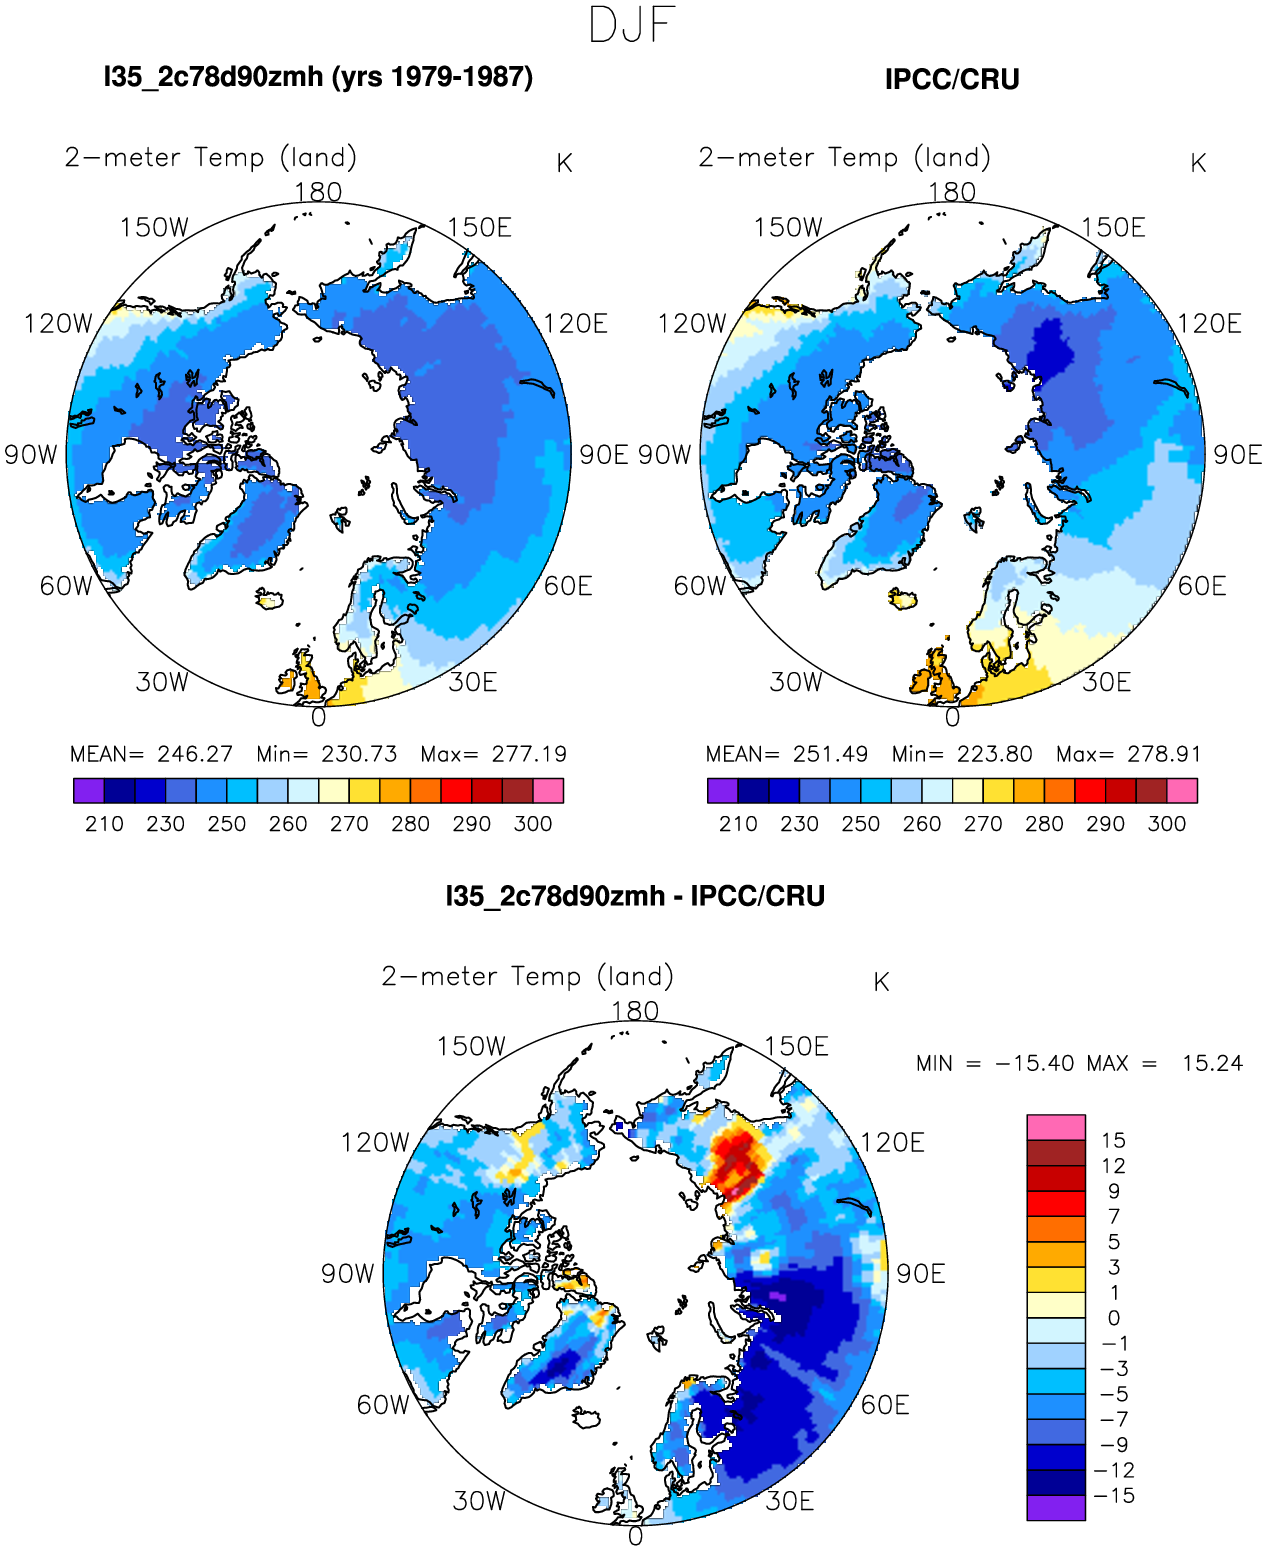 DJF
l35_2c78d90zmh (yrs 1979-1987)
IPCC/CRU
2-meter Temp (land) K
2-meter Temp (land) K
180
150W 150E
120W 120E
90W 90E
60W 60E
30W 30E
0
180
150W 150E
120W 120E
90W 90E
60W 60E
30W 30E
0
MEAN= 246.27 Min= 230.73 Max= 277.19
210 230 250 260 270 280 290 300
MEAN= 251.49 Min= 223.80 Max= 278.91
210 230 250 260 270 280 290 300
l35_2c78d90zmh - IPCC/CRU
2-meter Temp (land) K
180
150W 150E
120W 120E
90W 90E
60W 60E
30W 30E
0
MIN = -15.40 MAX = 15.24
15
12
9
7
5
3
1
0
-1
-3
-5
-7
-9
-12
-15